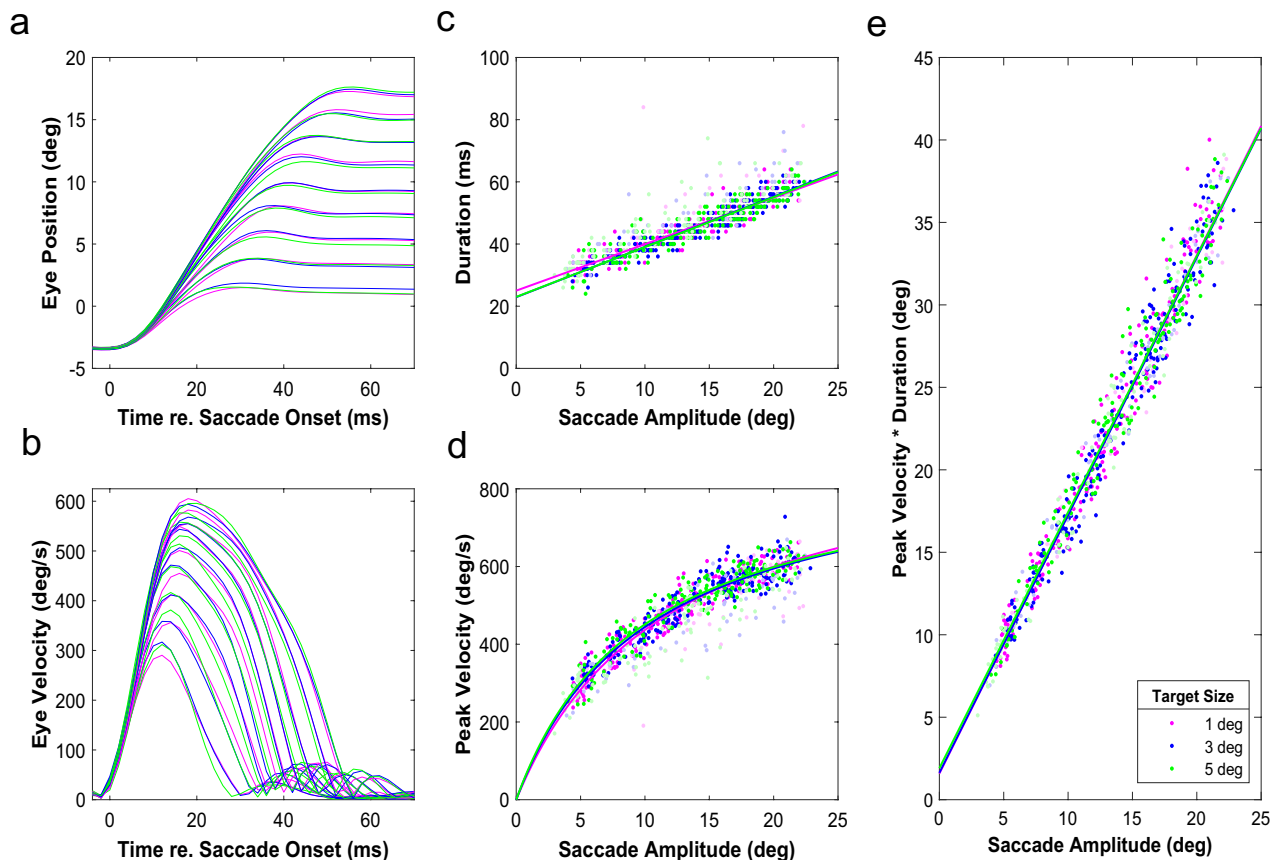 a
20
15
10
5
0
-5
Eye Position (deg)
0 20 40 60
Time re. Saccade Onset (ms)
b
600
500
400
300
200
100
0
Eye Velocity (deg/s)
0 20 40 60
Time re. Saccade Onset (ms)
c
100
80
60
40
20
0
Duration (ms)
0 5 10 15 20 25
Saccade Amplitude (deg)
d
800
600
400
200
0
Peak Velocity (deg/s)
0 5 10 15 20 25
Saccade Amplitude (deg)
e
45
40
35
30
25
20
15
10
5
0
Peak Velocity * Duration (deg)
0 5 10 15 20 25
Saccade Amplitude (deg)
Target Size
1 deg
3 deg
5 deg